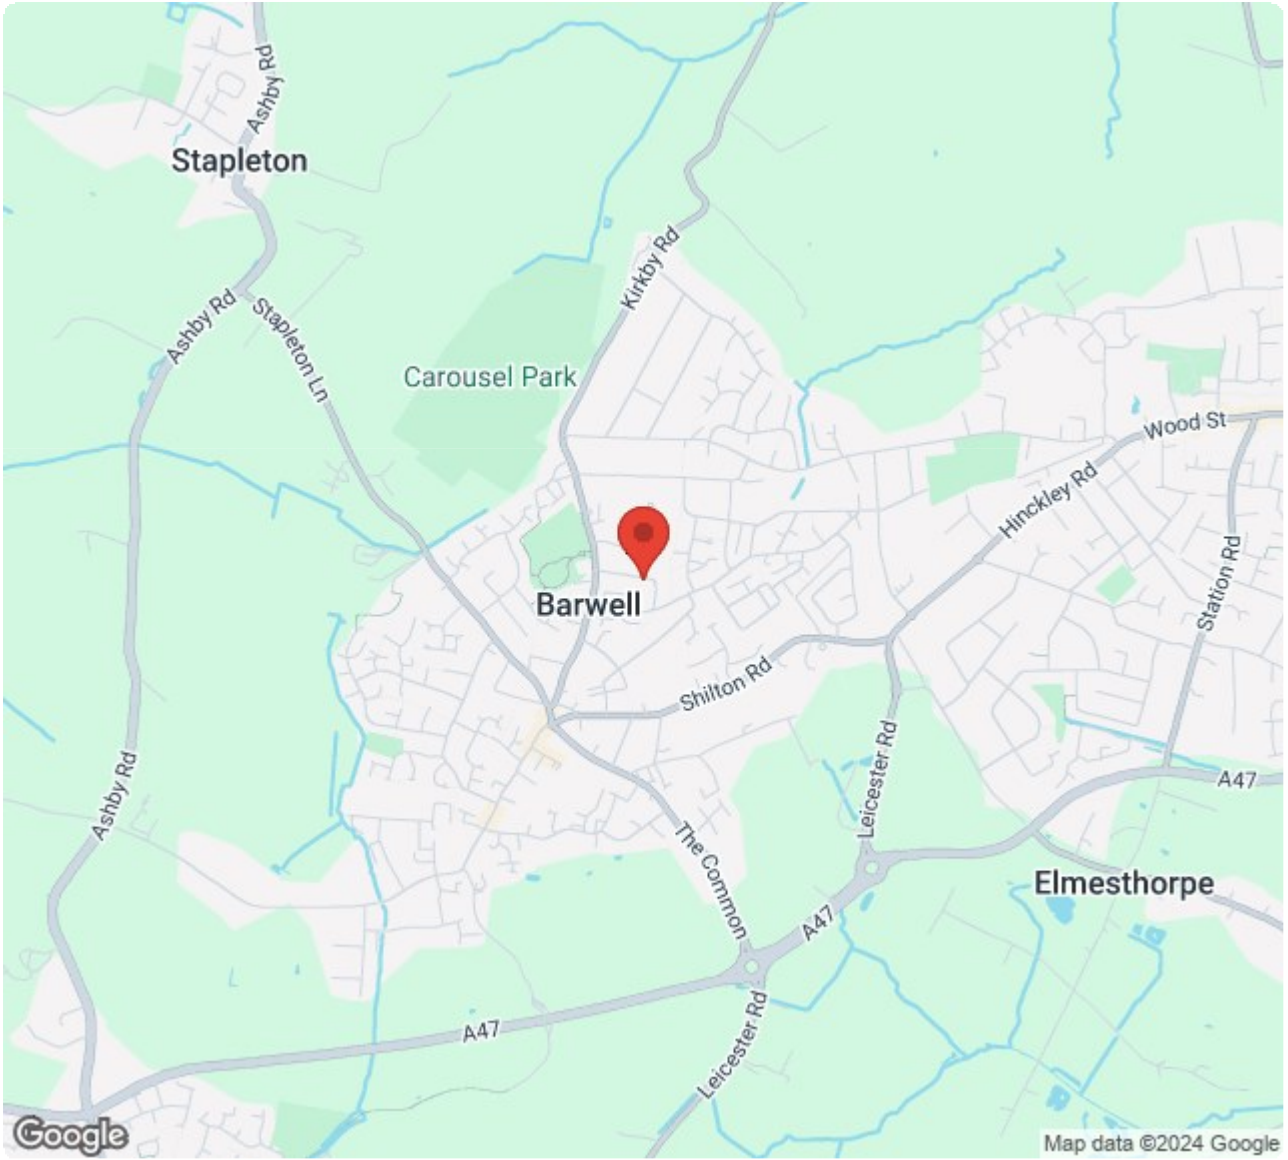 Ashby Rd
Stapleton
Kirkby Rd
Ashby Rd
Stapleton Ln
Carousel Park
Wood St
Hinckley Rd
Station Rd
Barwell
Shilton Rd
Leicester Rd
Ashby Rd
A47
The Common
Elmesthorpe
A47
A47
Leicester Rd
Google
Map data ©2024 Google